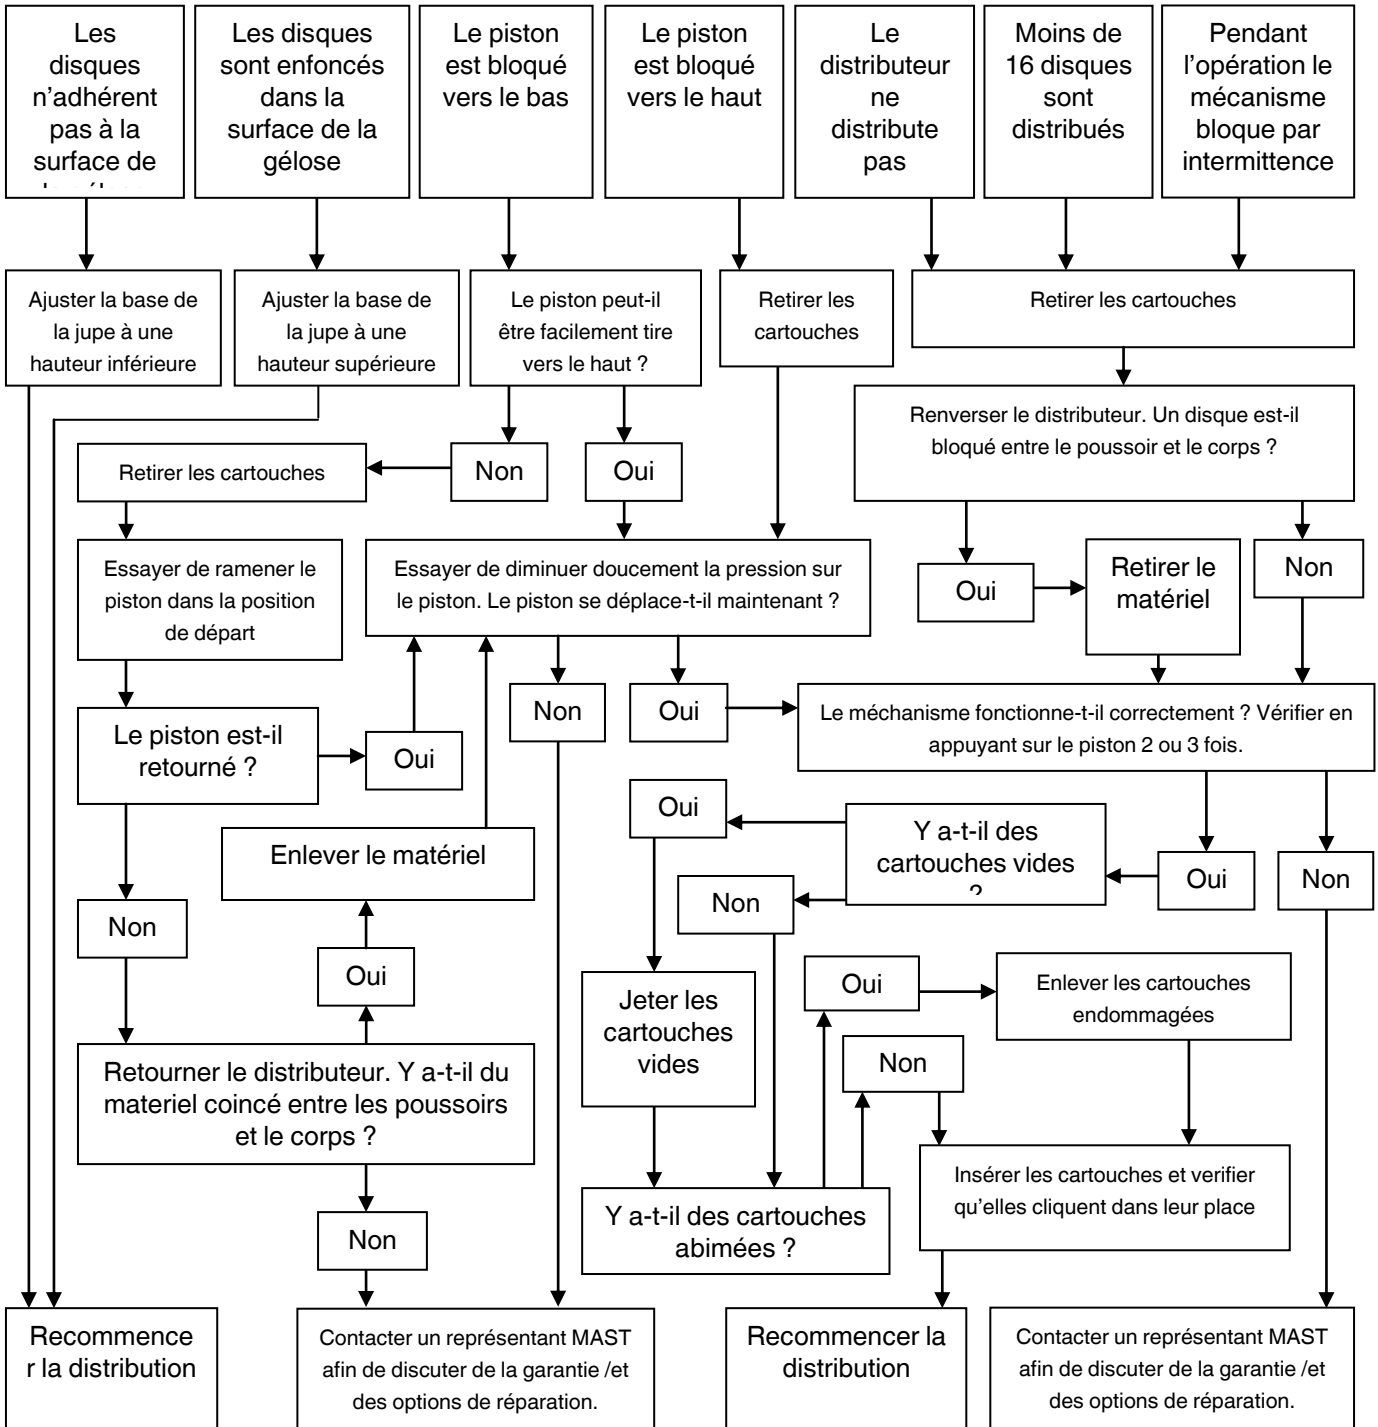 Les
disques
n'adhérent
pas à la
surface de
Les disques
sont enfoncés
dans la
surface de la
gélose
Le piston
est bloqué
vers le bas
Le piston
est bloqué
vers le haut
Le
distributeur
ne
distribute
pas
Moins de
16 disques
sont
distribués
Pendant
l'opération le
mécanisme
bloque par
intermittence
Ajuster la base de
la jupe à une
hauteur inférieure
Ajuster la base de
la jupe à une
hauteur supérieure
Le piston peut-il
être facilement tire
vers le haut ?
Retirer les
cartouches
Retirer les cartouches
Renverser le distributeur. Un disque est-il
bloqué entre le poussoir et le corps ?
Retirer les cartouches
Non
Oui
Essayer de ramener le
piston dans la position
de départ
Essayer de diminuer doucement la pression sur
le piston. Le piston se déplace-t-il maintenant ?
Oui
Retirer le
matériel
Non
Le piston est-il
retourné ?
Oui
Non
Oui
Le méchanisme fonctionne-t-il correctement ? Vérifier en
appuyant sur le piston 2 ou 3 fois.
Enlever le matériel
Oui
Y a-t-il des
cartouches vides
?
Oui
Non
Non
Non
Oui
Jeter les
cartouches
vides
Oui
Enlever les cartouches
endommagées
Non
Retourner le distributeur. Y a-t-il du
materiel coincé entre les poussoirs
et le corps ?
Insérer les cartouches et verifier
qu'elles cliquent dans leur place
Non
Y a-t-il des cartouches
abimées ?
Recommence
r la distribution
Contacter un représentant MAST
afin de discuter de la garantie /et
des options de réparation.
Recommencer la
distribution
Contacter un représentant MAST
afin de discuter de la garantie /et
des options de réparation.